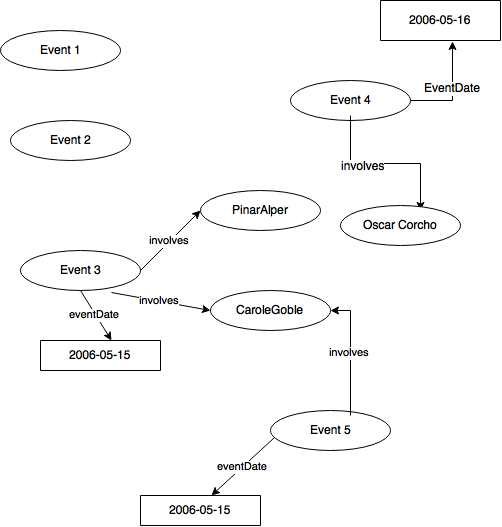 2006-05-16
Event 1
EventDate
Event 4
Event 2
involves
PinarAlper
Oscar Corcho
involves
Event 3
involves
CaroleGoble
eventDate
2006-05-15
involves
Event 5
eventDate
2006-05-15